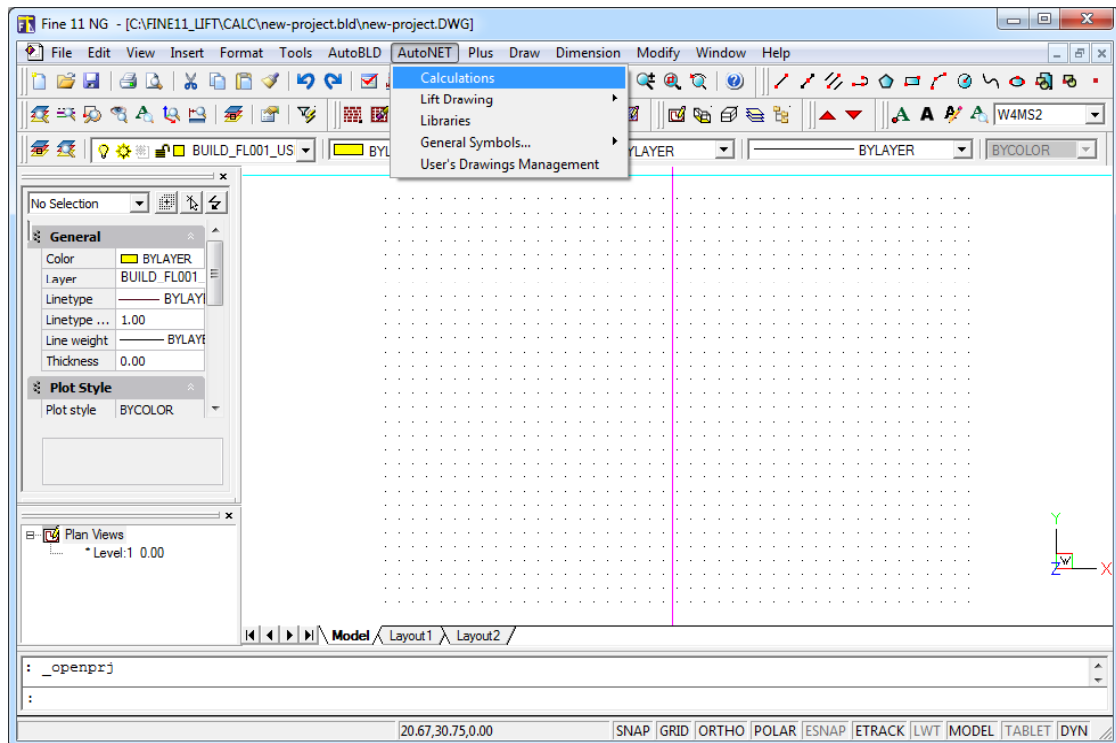 Fine 11 NG - [C:\FINE11_LIFT\CALC\new-project.bld\new-project.DWG]
File Edit View Insert Format Tools AutoBLD AutoNET Plus Draw Dimension Modify Window Help
Calculations
Lift Drawing
Libraries
General Symbols...
User's Drawings Management
A A A W4MS2
BUILD_FL001_US BYL YLAYER BYLAYER BYCOLOR
No Selection
General
Color BYLAYER
Layer BUILD_FL001_
Linetype BYLAY
Linetype ... 1.00
Line weight BYLAYE
Thickness 0.00
Plot Style
Plot style BYCOLOR
Plan Views
* Level:1 0.00
Y
W
Z X
Model Layout1 Layout2
: _openprj
:
20.67,30.75,0.00 SNAP GRID ORTHO POLAR ESNAP ETRACK LWT MODEL TABLET DYN